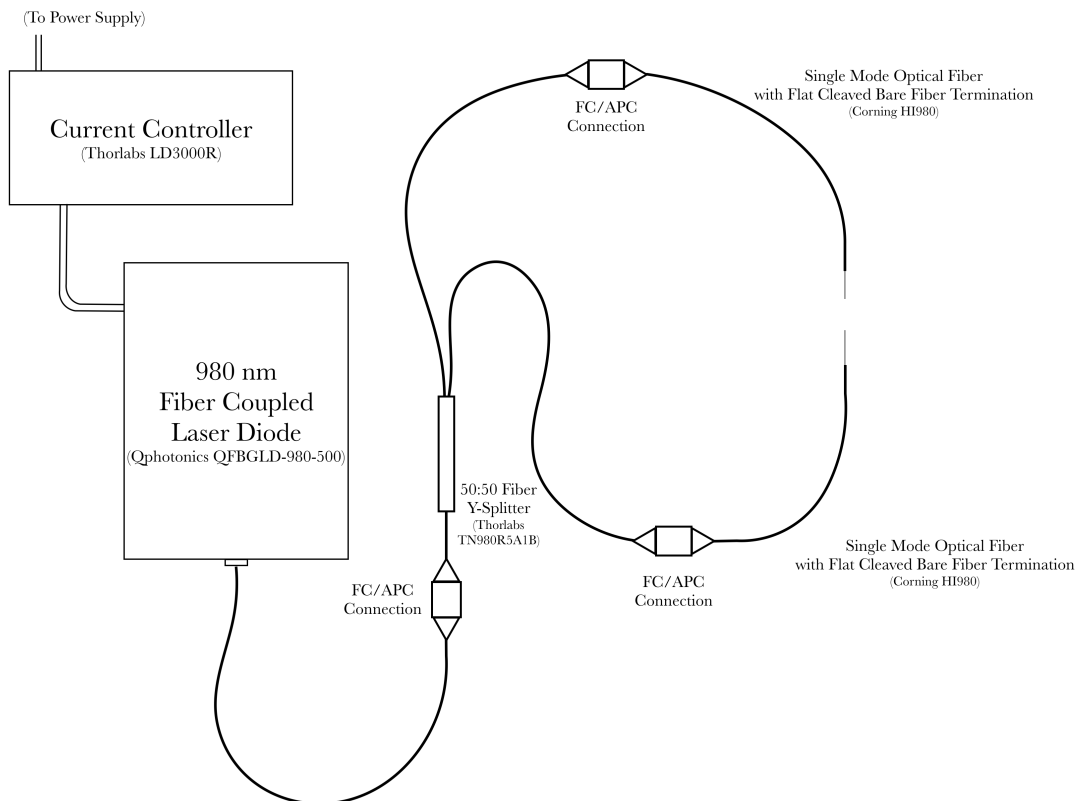 (To Power Supply)
Current Controller
(Thorlabs LD3000R)
980 nm
Fiber Coupled
Laser Diode
(Qphotonics QFBGLD-980-500)
FC/APC
Connection
50:50 Fiber
Y-Splitter
(Thorlabs
TN980R5A1B)
FC/APC
Connection
Single Mode Optical Fiber
with Flat Cleaved Bare Fiber Termination
(Corning HI980)
FC/APC
Connection
Single Mode Optical Fiber
with Flat Cleaved Bare Fiber Termination
(Corning HI980)